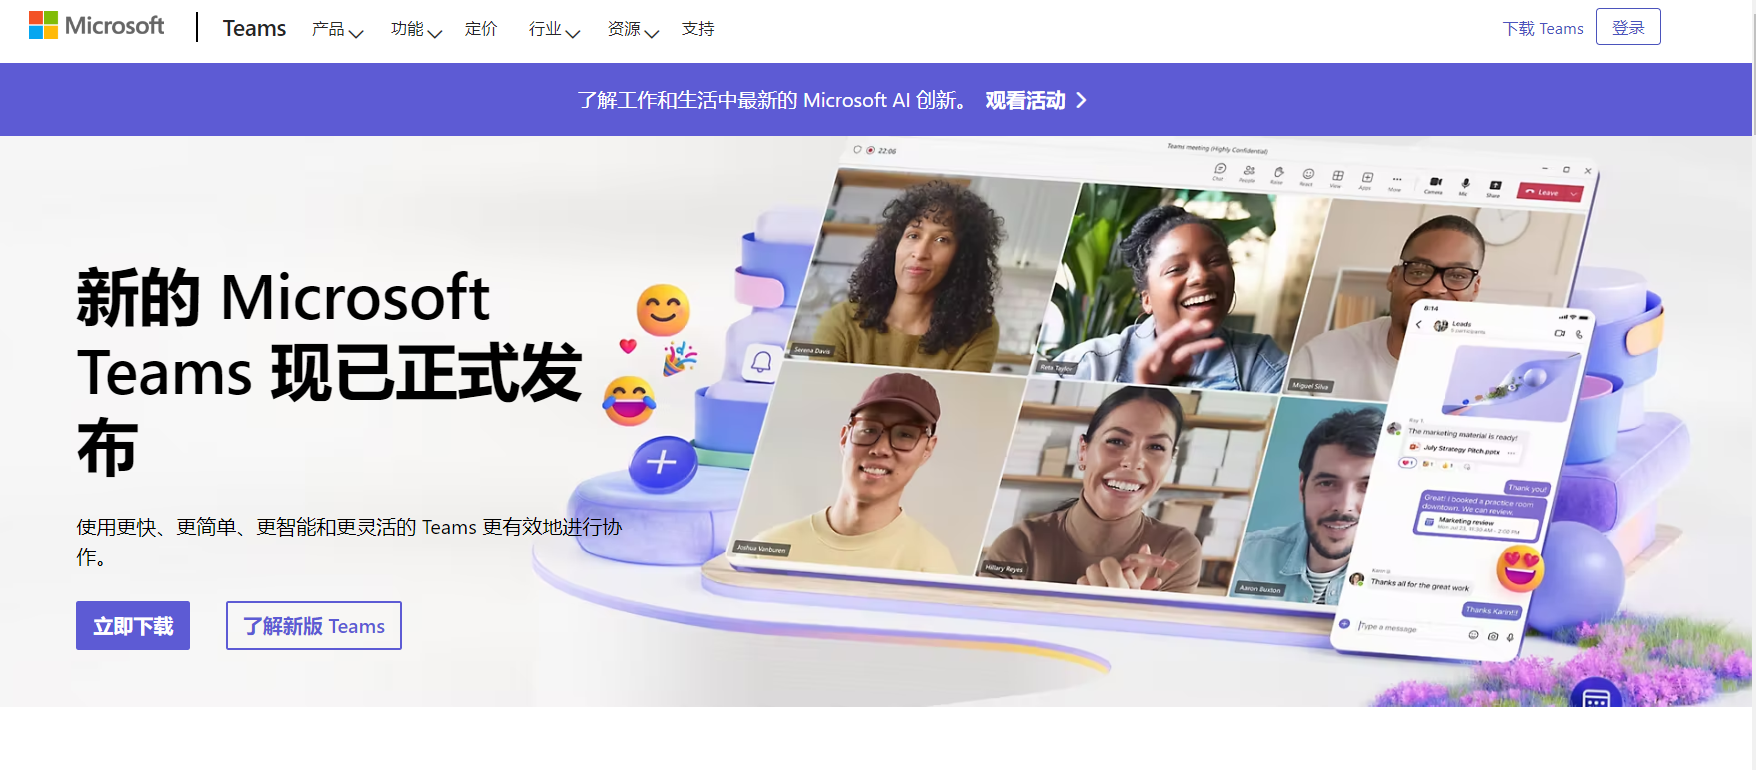 Microsoft
Teams
产品
功能
定价
行业
资源
支持
下载 Teams
登录
了解工作和生活中最新的 Microsoft AI 创新。 观看活动
新的 Microsoft
Teams 现已正式发
布
使用更快、更简单、更智能和更灵活的 Teams 更有效地进行协
作。
立即下载
了解新版 Teams
22:06
Teams meeting (Highly Confidential)
Chat
People
Raise
React
View
Apps
More
Camera
Mic
Share
Leave
Serena Davis
Reta Taylor
Miguel Silva
Joshua Vanburen
Hillary Reyes
Aaron Buxton
8:14
Leads
The marketing material is ready!
July Strategy Pitch.pptx
Thank you!
Great! I booked a practice room
downtown. We can review.
Marketing review
Thanks all for the great work
Thanks Karin!!!
Type a message